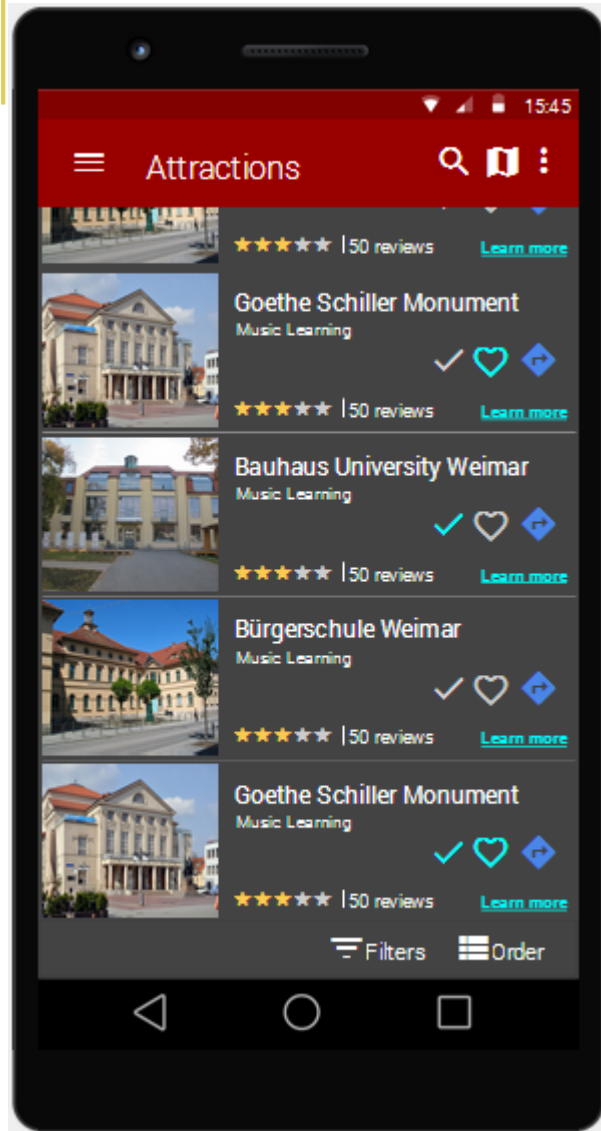 15:45
Attractions
50 reviews Learn more
Goethe Schiller Monument
Music Learning
50 reviews Learn more
Bauhaus University Weimar
Music Learning
50 reviews Learn more
Bürgerschule Weimar
Music Learning
50 reviews Learn more
Goethe Schiller Monument
Music Learning
50 reviews Learn more
Filters Order